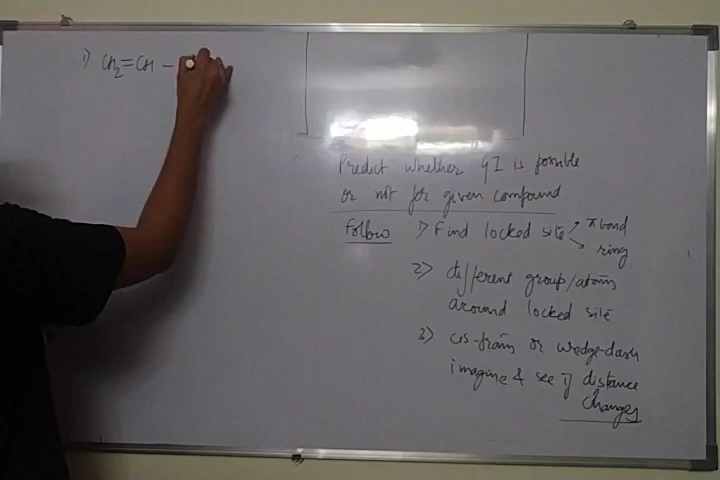 1) CH2=CH -
Predict whether GI is possible
or not for given compound
Follow 1> Find locked site → π bond
→ ring
2> different group/atoms
around locked site
3> cis-trans or wedge-dash
imagine & see if distance
changes